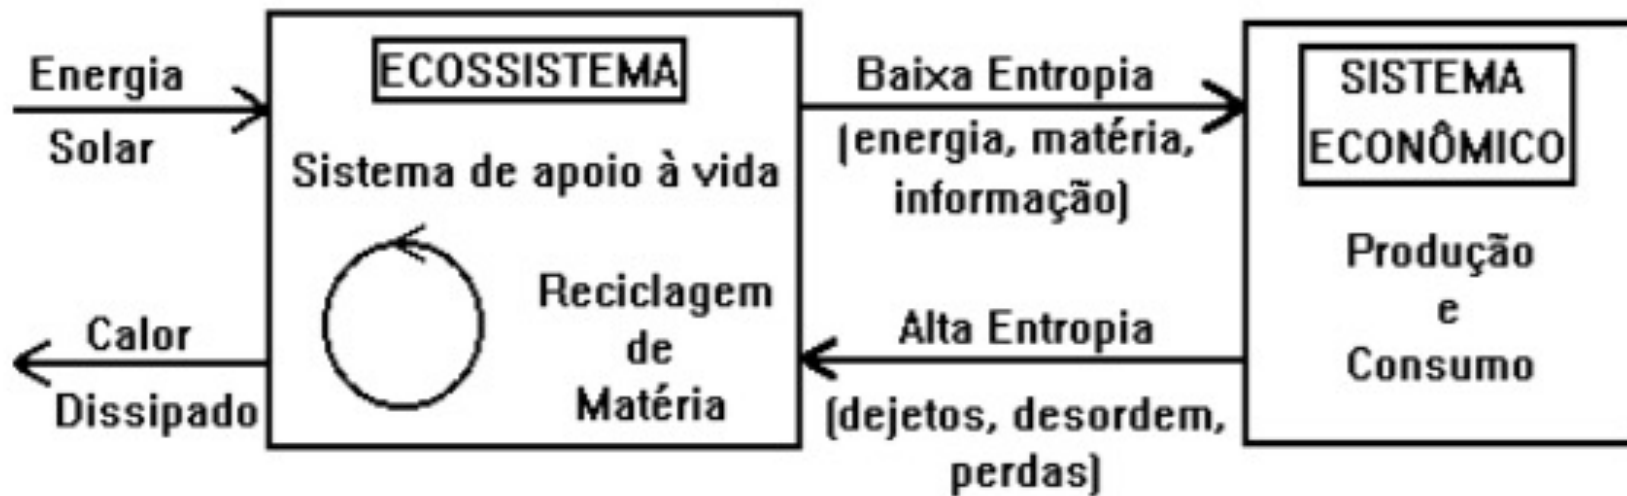 Energia
Solar
Calor
Dissipado
ECOSSISTEMA
Sistema de apoio à vida
Reciclagem
de
Matéria
Baixa Entropia
(energia, matéria,
informação)
Alta Entropia
(dejetos, desordem,
perdas)
SISTEMA
ECONÔMICO
Produção
e
Consumo